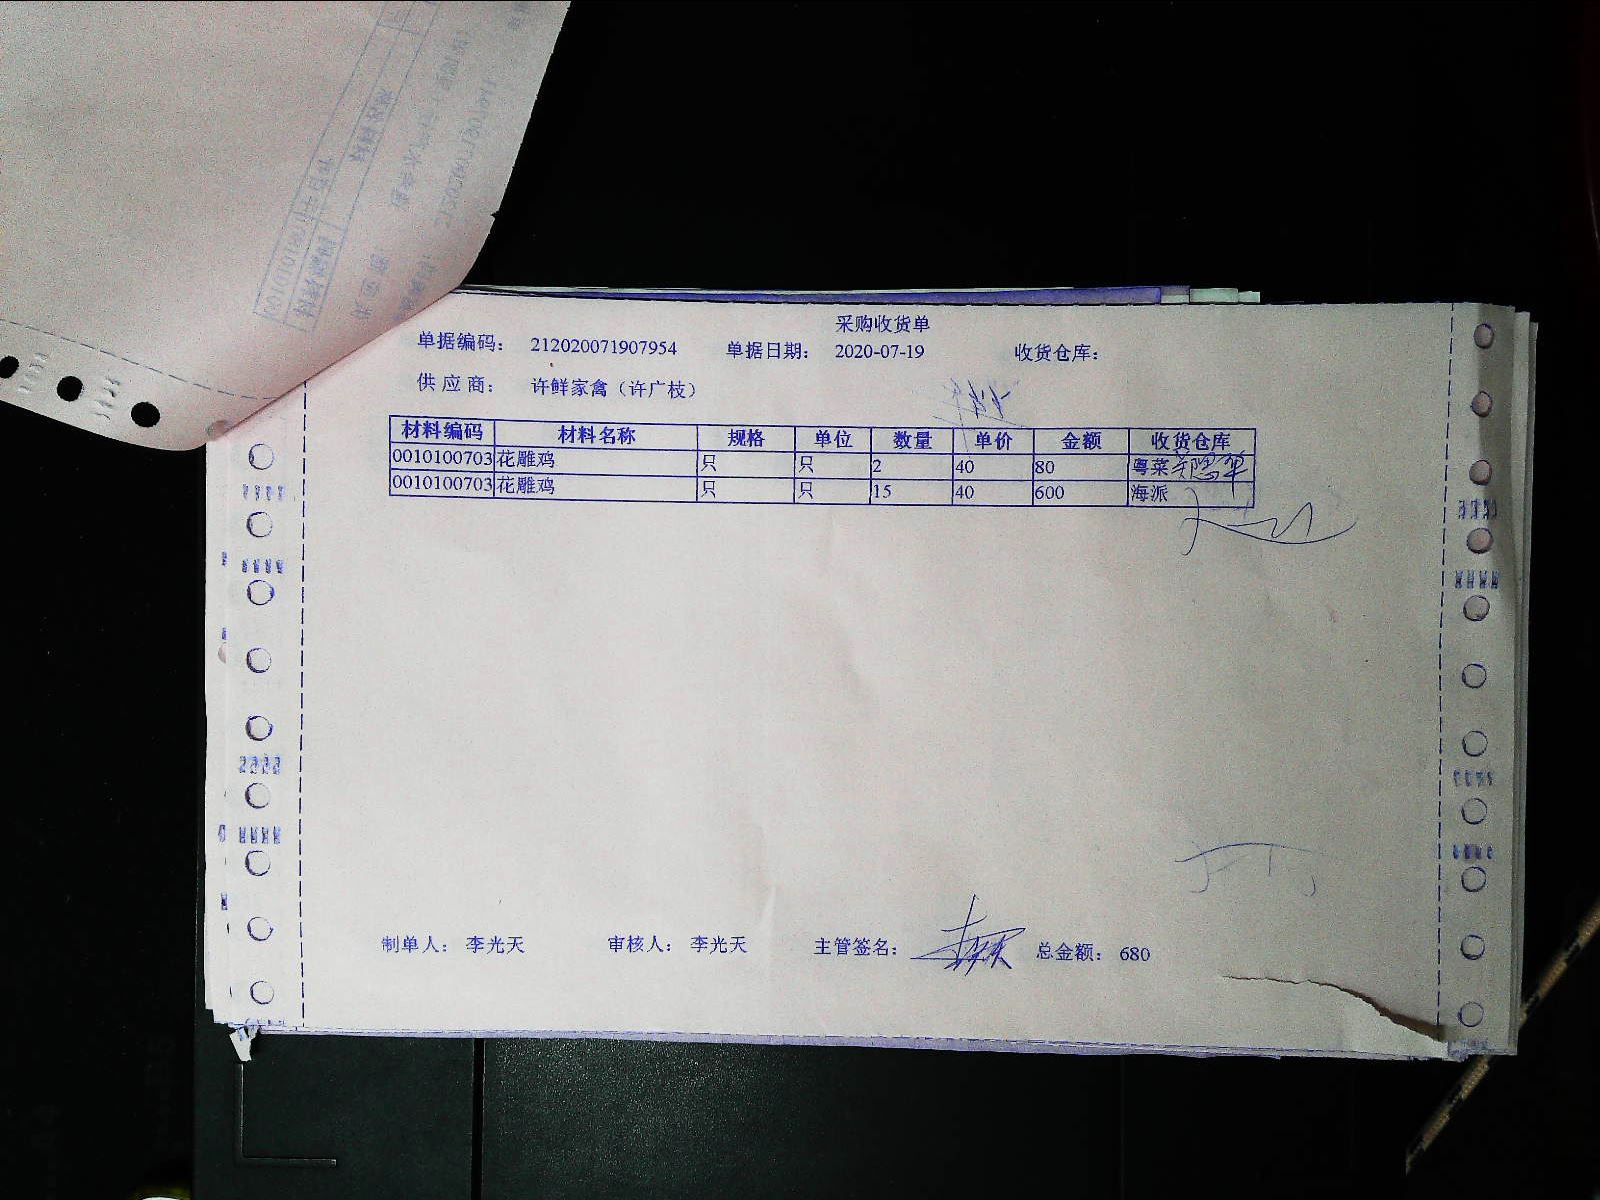 采购收货单
单据编码： 212020071907954 单据日期： 2020-07-19 收货仓库：
供应商： 许鲜家禽（许广枝）
材料编码 材料名称 规格 单位 数量 单价 金额 收货仓库
0010100703 花雕鸡 只 只 2 40 80 粤菜
0010100703 花雕鸡 只 只 15 40 600 海派
制单人： 李光天 审核人： 李光天 主管签名： 总金额： 680